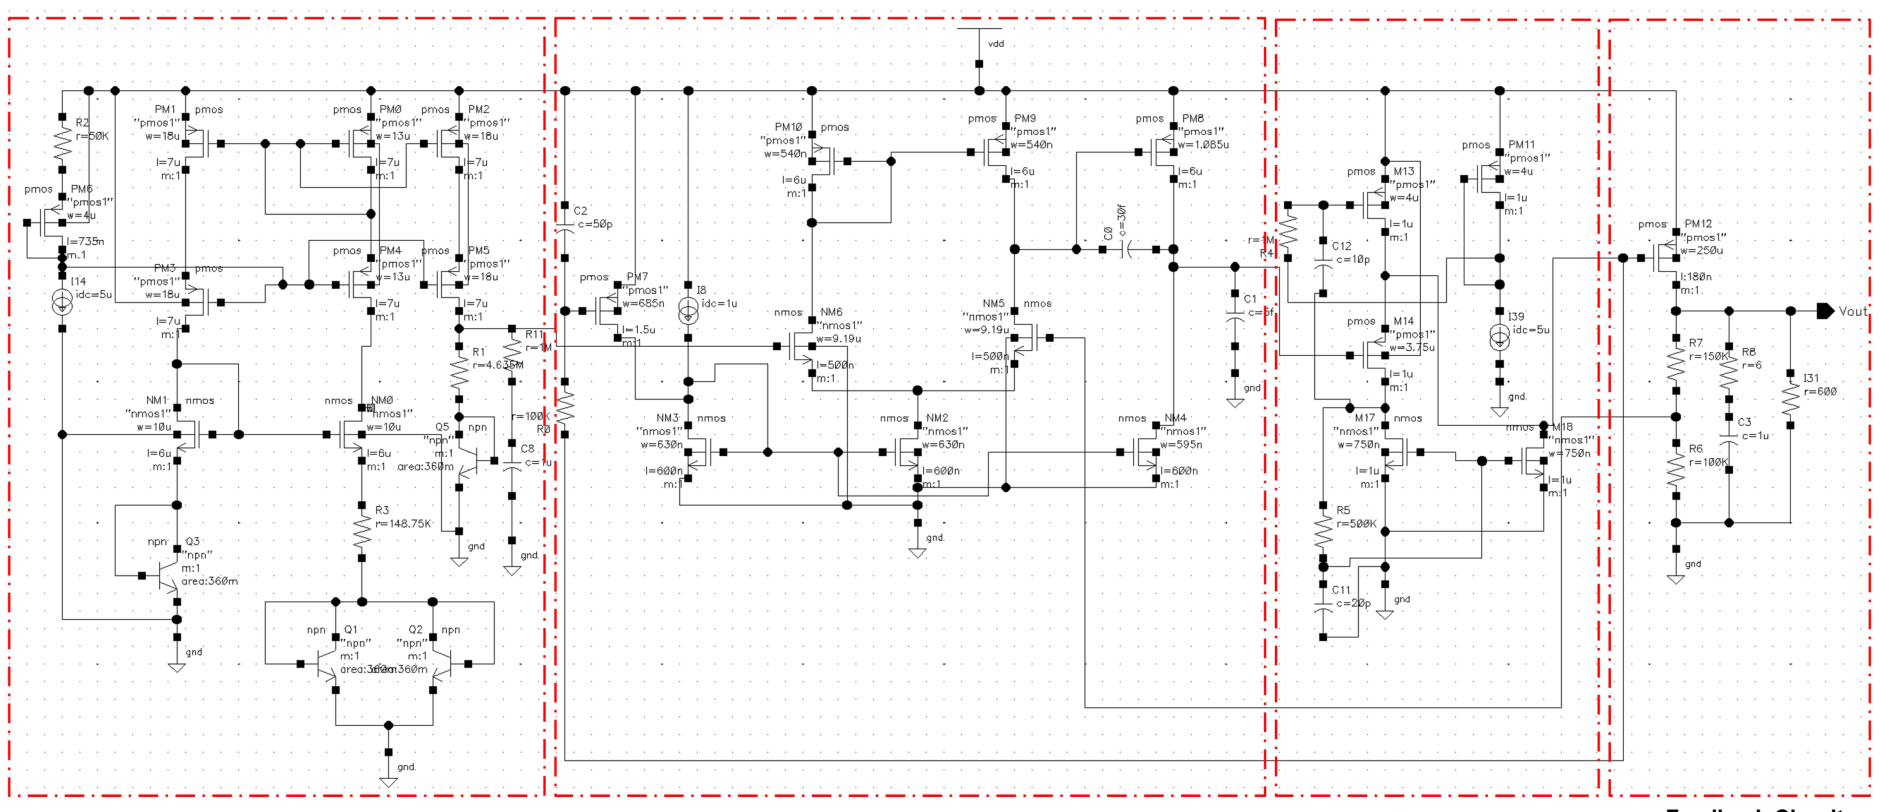 vdd
R2
r=50K
PM6
pmos
"pmos1"
w=4u
l=735n
m:1
I14
idc=5u
PM1
pmos
"pmos1"
w=18u
l=7u
m:1
PM0
pmos
"pmos1"
w=13u
l=7u
m:1
PM2
pmos
"pmos1"
w=18u
l=7u
m:1
PM3
pmos
"pmos1"
w=18u
l=7u
m:1
PM4
pmos
"pmos1"
w=13u
l=7u
m:1
PM5
pmos
"pmos1"
w=18u
l=7u
m:1
R1
r=4.635M
R11
r=1M
NM1
nmos
"nmos1"
w=10u
l=6u
m:1
NM0
nmos
"nmos1"
w=10u
l=6u
m:1
Q5
npn
"npn"
m:1
area:360m
C8
c=1u
R3
r=148.75K
gnd
gnd
Q3
npn
"npn"
m:1
area:360m
gnd
Q1
npn
"npn"
m:1
Q2
npn
"npn"
m:1
area:360m
gnd
C2
c=50p
PM7
pmos
"pmos1"
w=685n
l=1.5u
m:1
r=100K
R0
I8
idc=1u
PM10
pmos
"pmos1"
w=540n
l=6u
m:1
PM9
pmos
"pmos1"
w=540n
l=6u
m:1
PM8
pmos
"pmos1"
w=1.085u
l=6u
m:1
C0
c=30f
NM6
nmos
"nmos1"
w=9.19u
l=500n
m:1
NM5
nmos
"nmos1"
w=9.19u
l=500n
m:1
C1
gnd
NM3
nmos
"nmos1"
w=630n
l=600n
m:1
NM2
nmos
"nmos1"
w=630n
l=600n
m:1
gnd
NM4
nmos
"nmos1"
w=595n
l=600n
m:1
M13
pmos
"pmos1"
w=4u
l=1u
m:1
PM11
pmos
"pmos1"
w=4u
l=1u
m:1
r=1M
R4
C12
c=10p
M14
pmos
"pmos1"
w=3.75u
l=1u
m:1
I39
idc=5u
gnd
M17
nmos
"nmos1"
w=750n
l=1u
m:1
M18
nmos
"nmos1"
w=750n
l=1u
m:1
R5
r=500K
C11
c=20p
gnd
PM12
pmos
"pmos1"
w=250u
l:180n
m:1
Vout
R7
r=150K
R8
r=6
I31
r=600
C3
c=1u
R6
r=100K
gnd